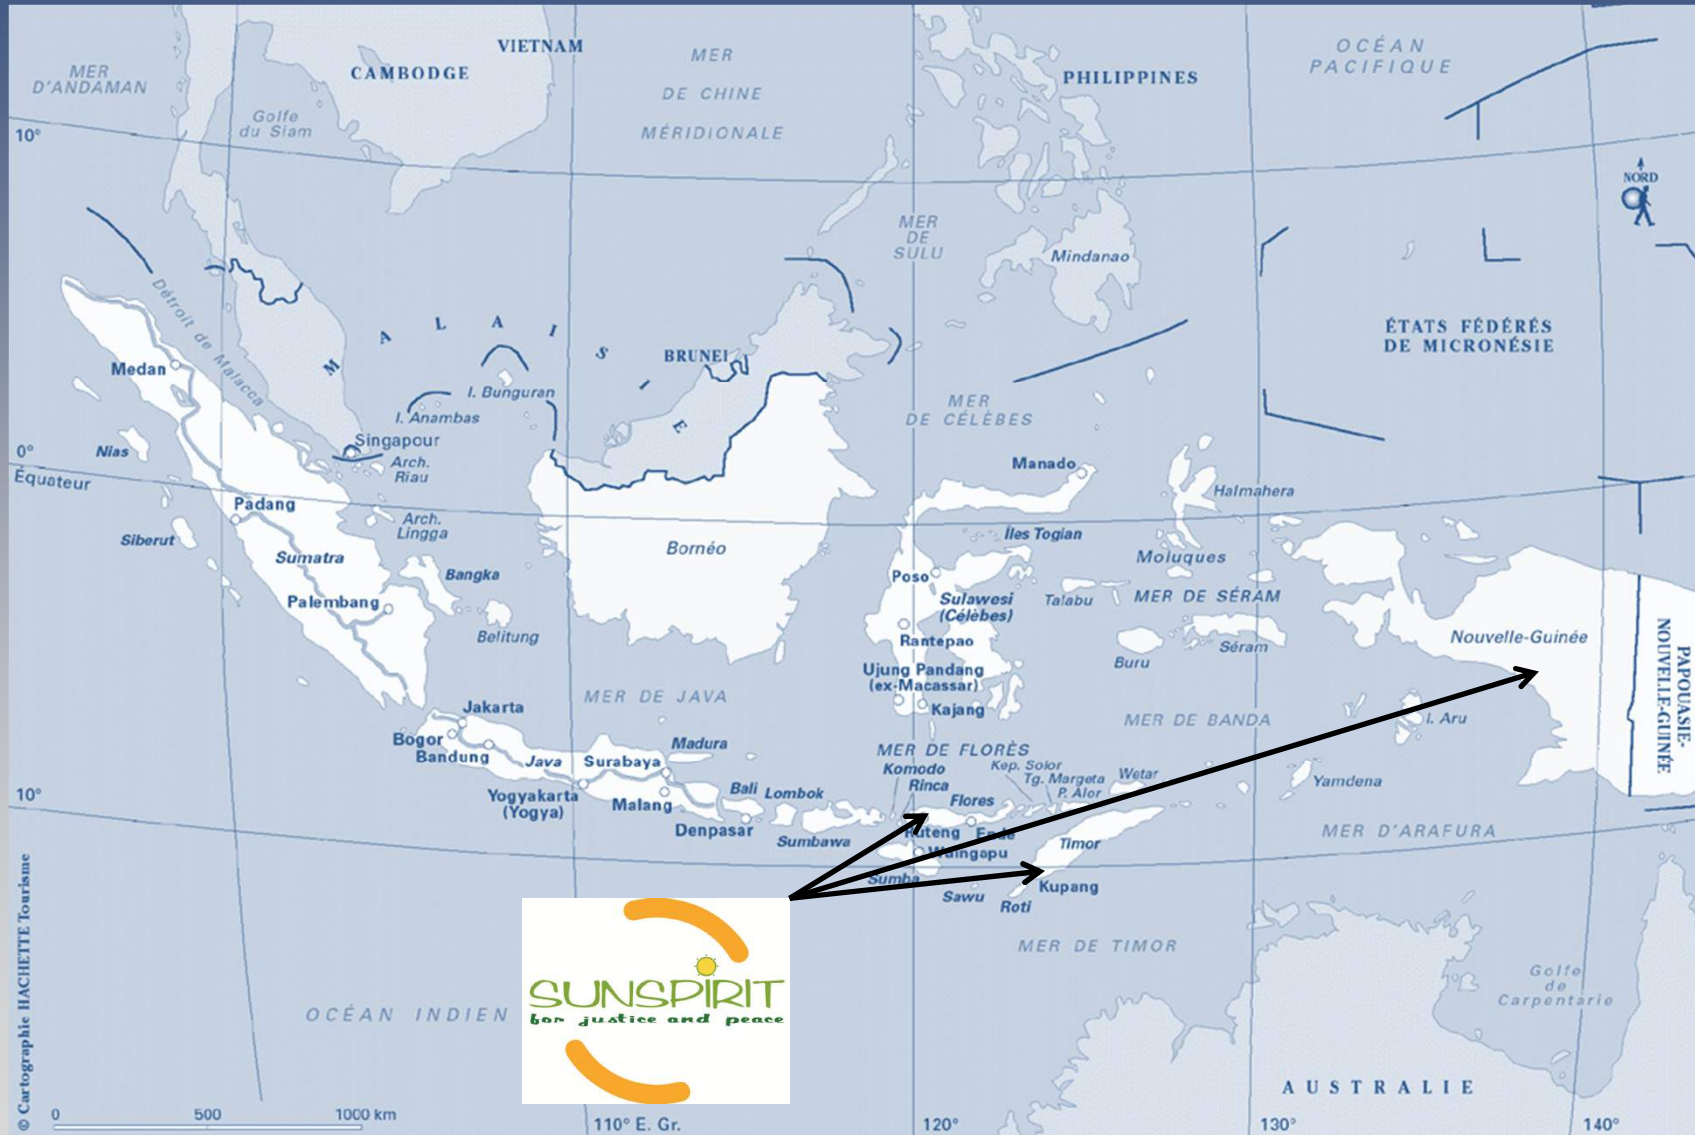 VIETNAM
CAMBODGE
MER
D'ANDAMAN
Golfe
du Siam
MER
DE CHINE
MÉRIDIONALE
PHILIPPINES
OCÉAN
PACIFIQUE
10°
NORD
MER
DE
SULU
Mindanao
Détroit de Malacca
MALAISIE
BRUNEI
ÉTATS FÉDÉRÉS
DE MICRONÉSIE
Medan
I. Bunguran
I. Anambas
MER
DE CÉLÈBES
Singapour
Nias
Arch.
Riau
0°
Équateur
Manado
Halmahera
Padang
Arch.
Lingga
Siberut
Sumatra
Bornéo
Îles Togian
Moluques
Bangka
Poso
Palembang
Sulawesi
(Célèbes)
Talabu
MER DE SÉRAM
Belitung
Rantepao
Buru
Séram
Nouvelle-Guinée
PAPOUASIE-
NOUVELLE-GUINÉE
Ujung Pandang
(ex-Macassar)
Kajang
MER DE JAVA
Jakarta
Bogor
Bandung
Java
Surabaya
Madura
MER DE BANDA
I. Aru
MER DE FLORÈS
Komodo
Rinca
Kep. Solor
Tg. Margeta
P. Alor
Wetar
Yamdena
Yogyakarta
(Yogya)
Malang
Bali
Lombok
Flores
10°
Denpasar
Sumbawa
Ruteng
Ende
Waingapu
Timor
MER D'ARAFURA
Sumba
Sawu
Roti
Kupang
MER DE TIMOR
Golfe
de
Carpentarie
OCÉAN INDIEN
SUNSPIRIT
for justice and peace
AUSTRALIE
© Cartographie HACHETTE Tourisme
0
500
1000 km
110° E. Gr.
120°
130°
140°